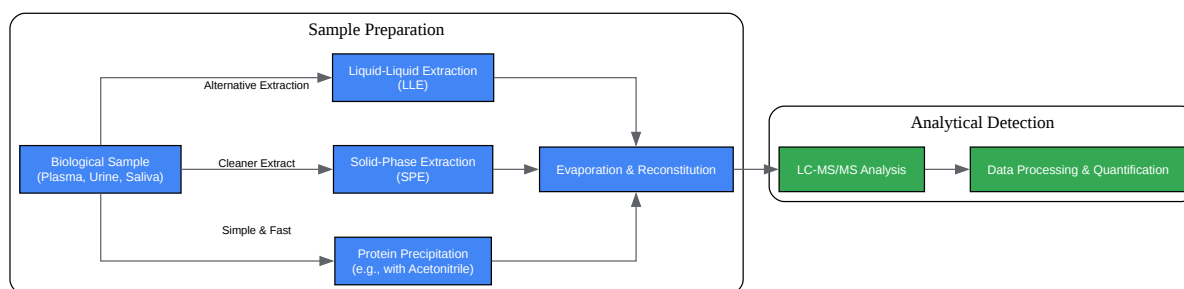 Sample Preparation
Alternative Extraction
Liquid-Liquid Extraction
(LLE)
Biological Sample
(Plasma, Urine, Saliva)
Cleaner Extract
Solid-Phase Extraction
(SPE)
Simple & Fast
Protein Precipitation
(e.g., with Acetonitrile)
Evaporation & Reconstitution
Analytical Detection
LC-MS/MS Analysis
Data Processing & Quantification